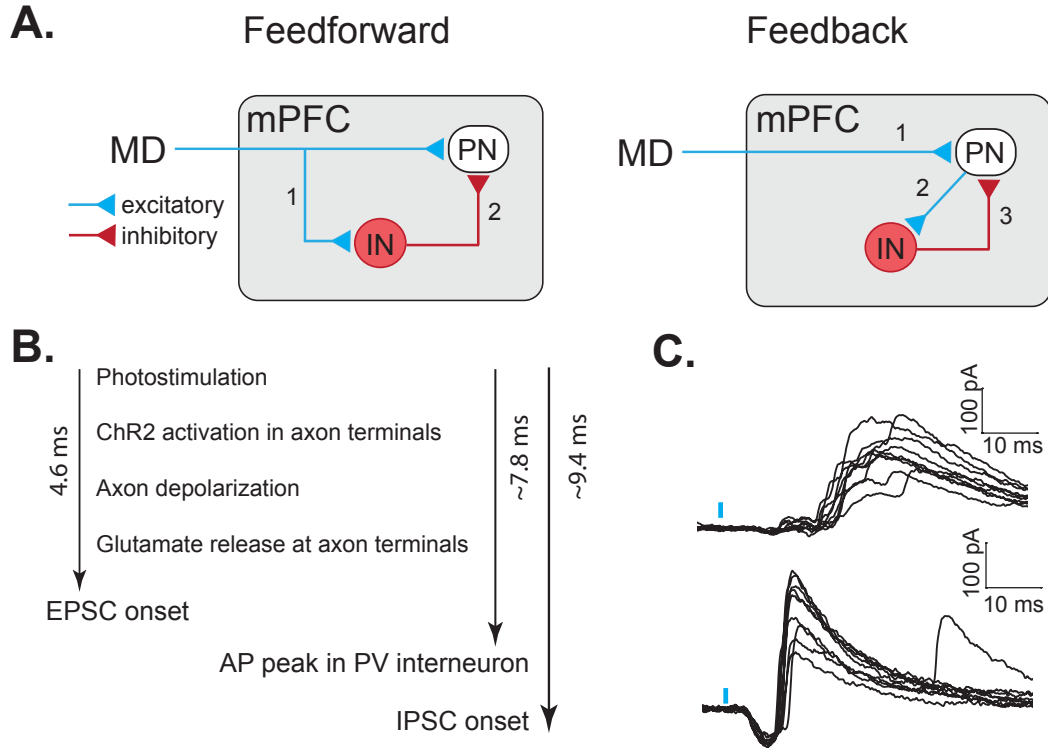 A.
Feedforward
mPFC
MD
PN
1
2
IN
excitatory
inhibitory
Feedback
mPFC
MD
1
PN
2
3
IN
B.
Photostimulation
ChR2 activation in axon terminals
Axon depolarization
Glutamate release at axon terminals
4.6 ms
~7.8 ms
~9.4 ms
EPSC onset
AP peak in PV interneuron
IPSC onset
C.
100 pA
10 ms
100 pA
10 ms